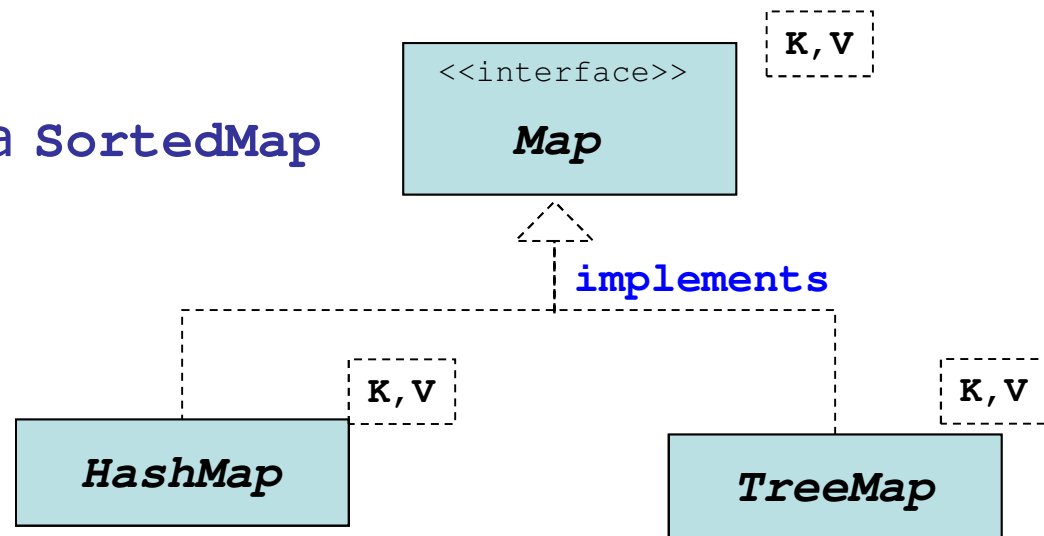 K,V
<<interface>>
a SortedMap
Map
implements
K,V
K,V
HashMap
TreeMap